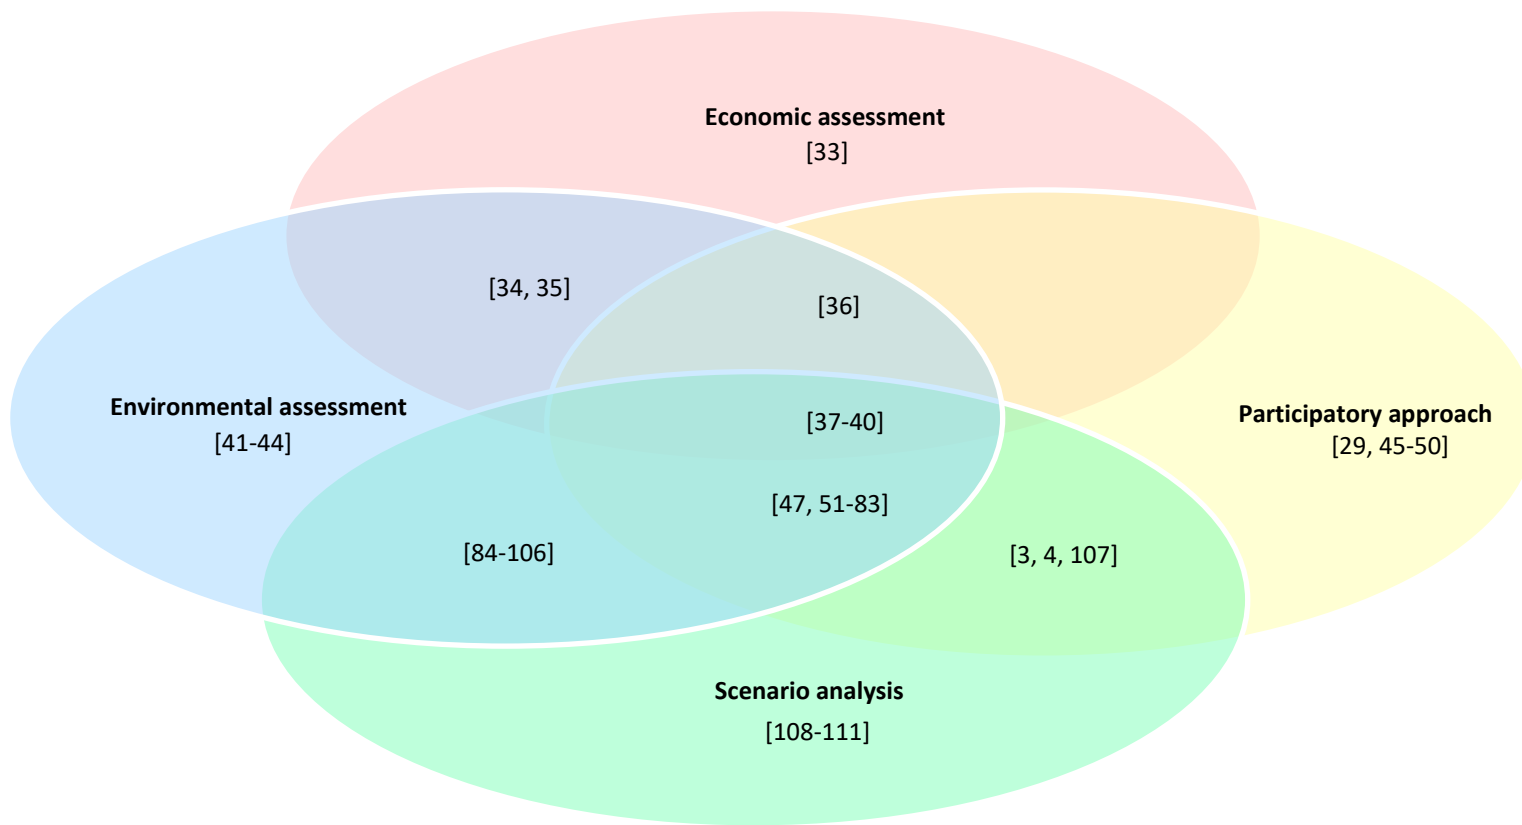 Economic assessment
[33]
[34, 35]
[36]
Environmental assessment
[41-44]
[37-40]
Participatory approach
[29, 45-50]
[47, 51-83]
[84-106]
[3, 4, 107]
Scenario analysis
[108-111]